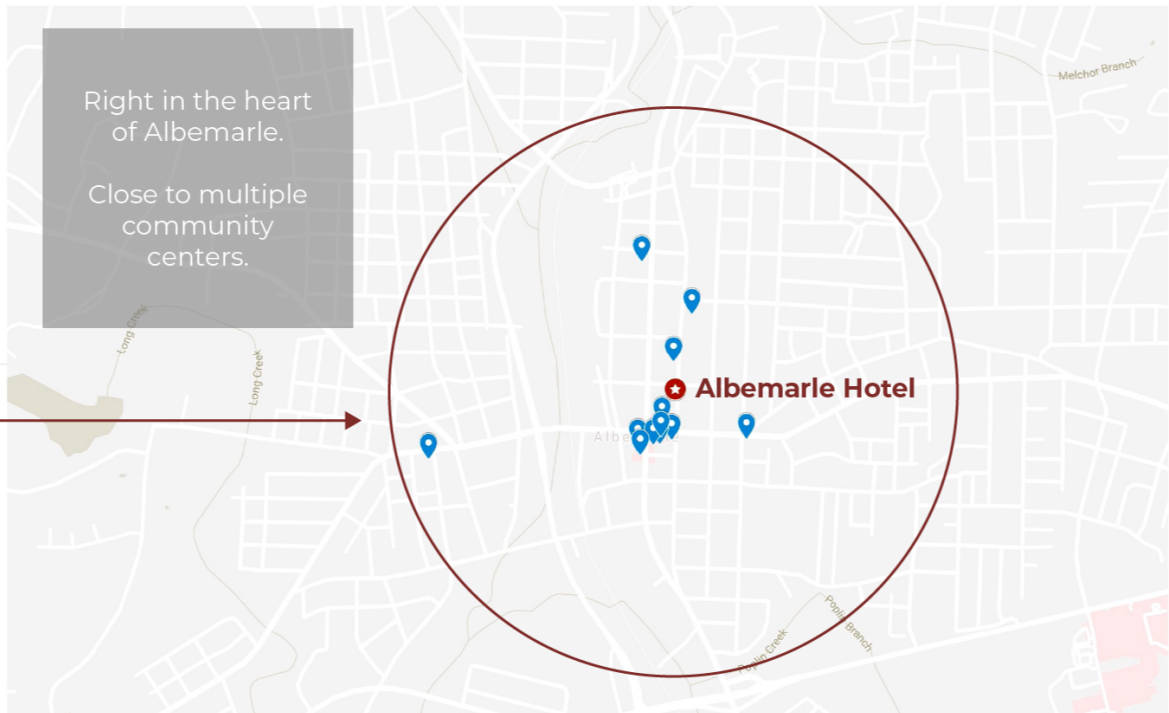 Right in the heart
of Albemarle.
Close to multiple
community
centers.
Melchor Branch
Long Creek
Long Creek
Albemarle Hotel
Poplin Branch
Poplin Creek